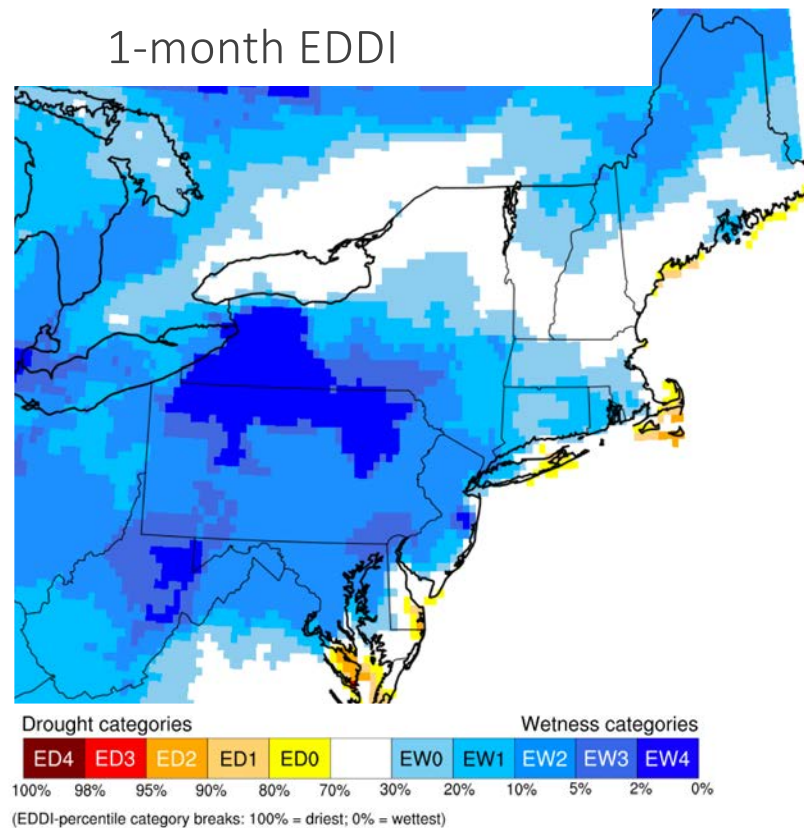 1-month EDDI
Drought categories Wetness categories
ED4 ED3 ED2 ED1 ED0 EW0 EW1 EW2 EW3 EW4
100% 98% 95% 90% 80% 70% 30% 20% 10% 5% 2% 0%
(EDDI-percentile category breaks: 100% = driest; 0% = wettest)